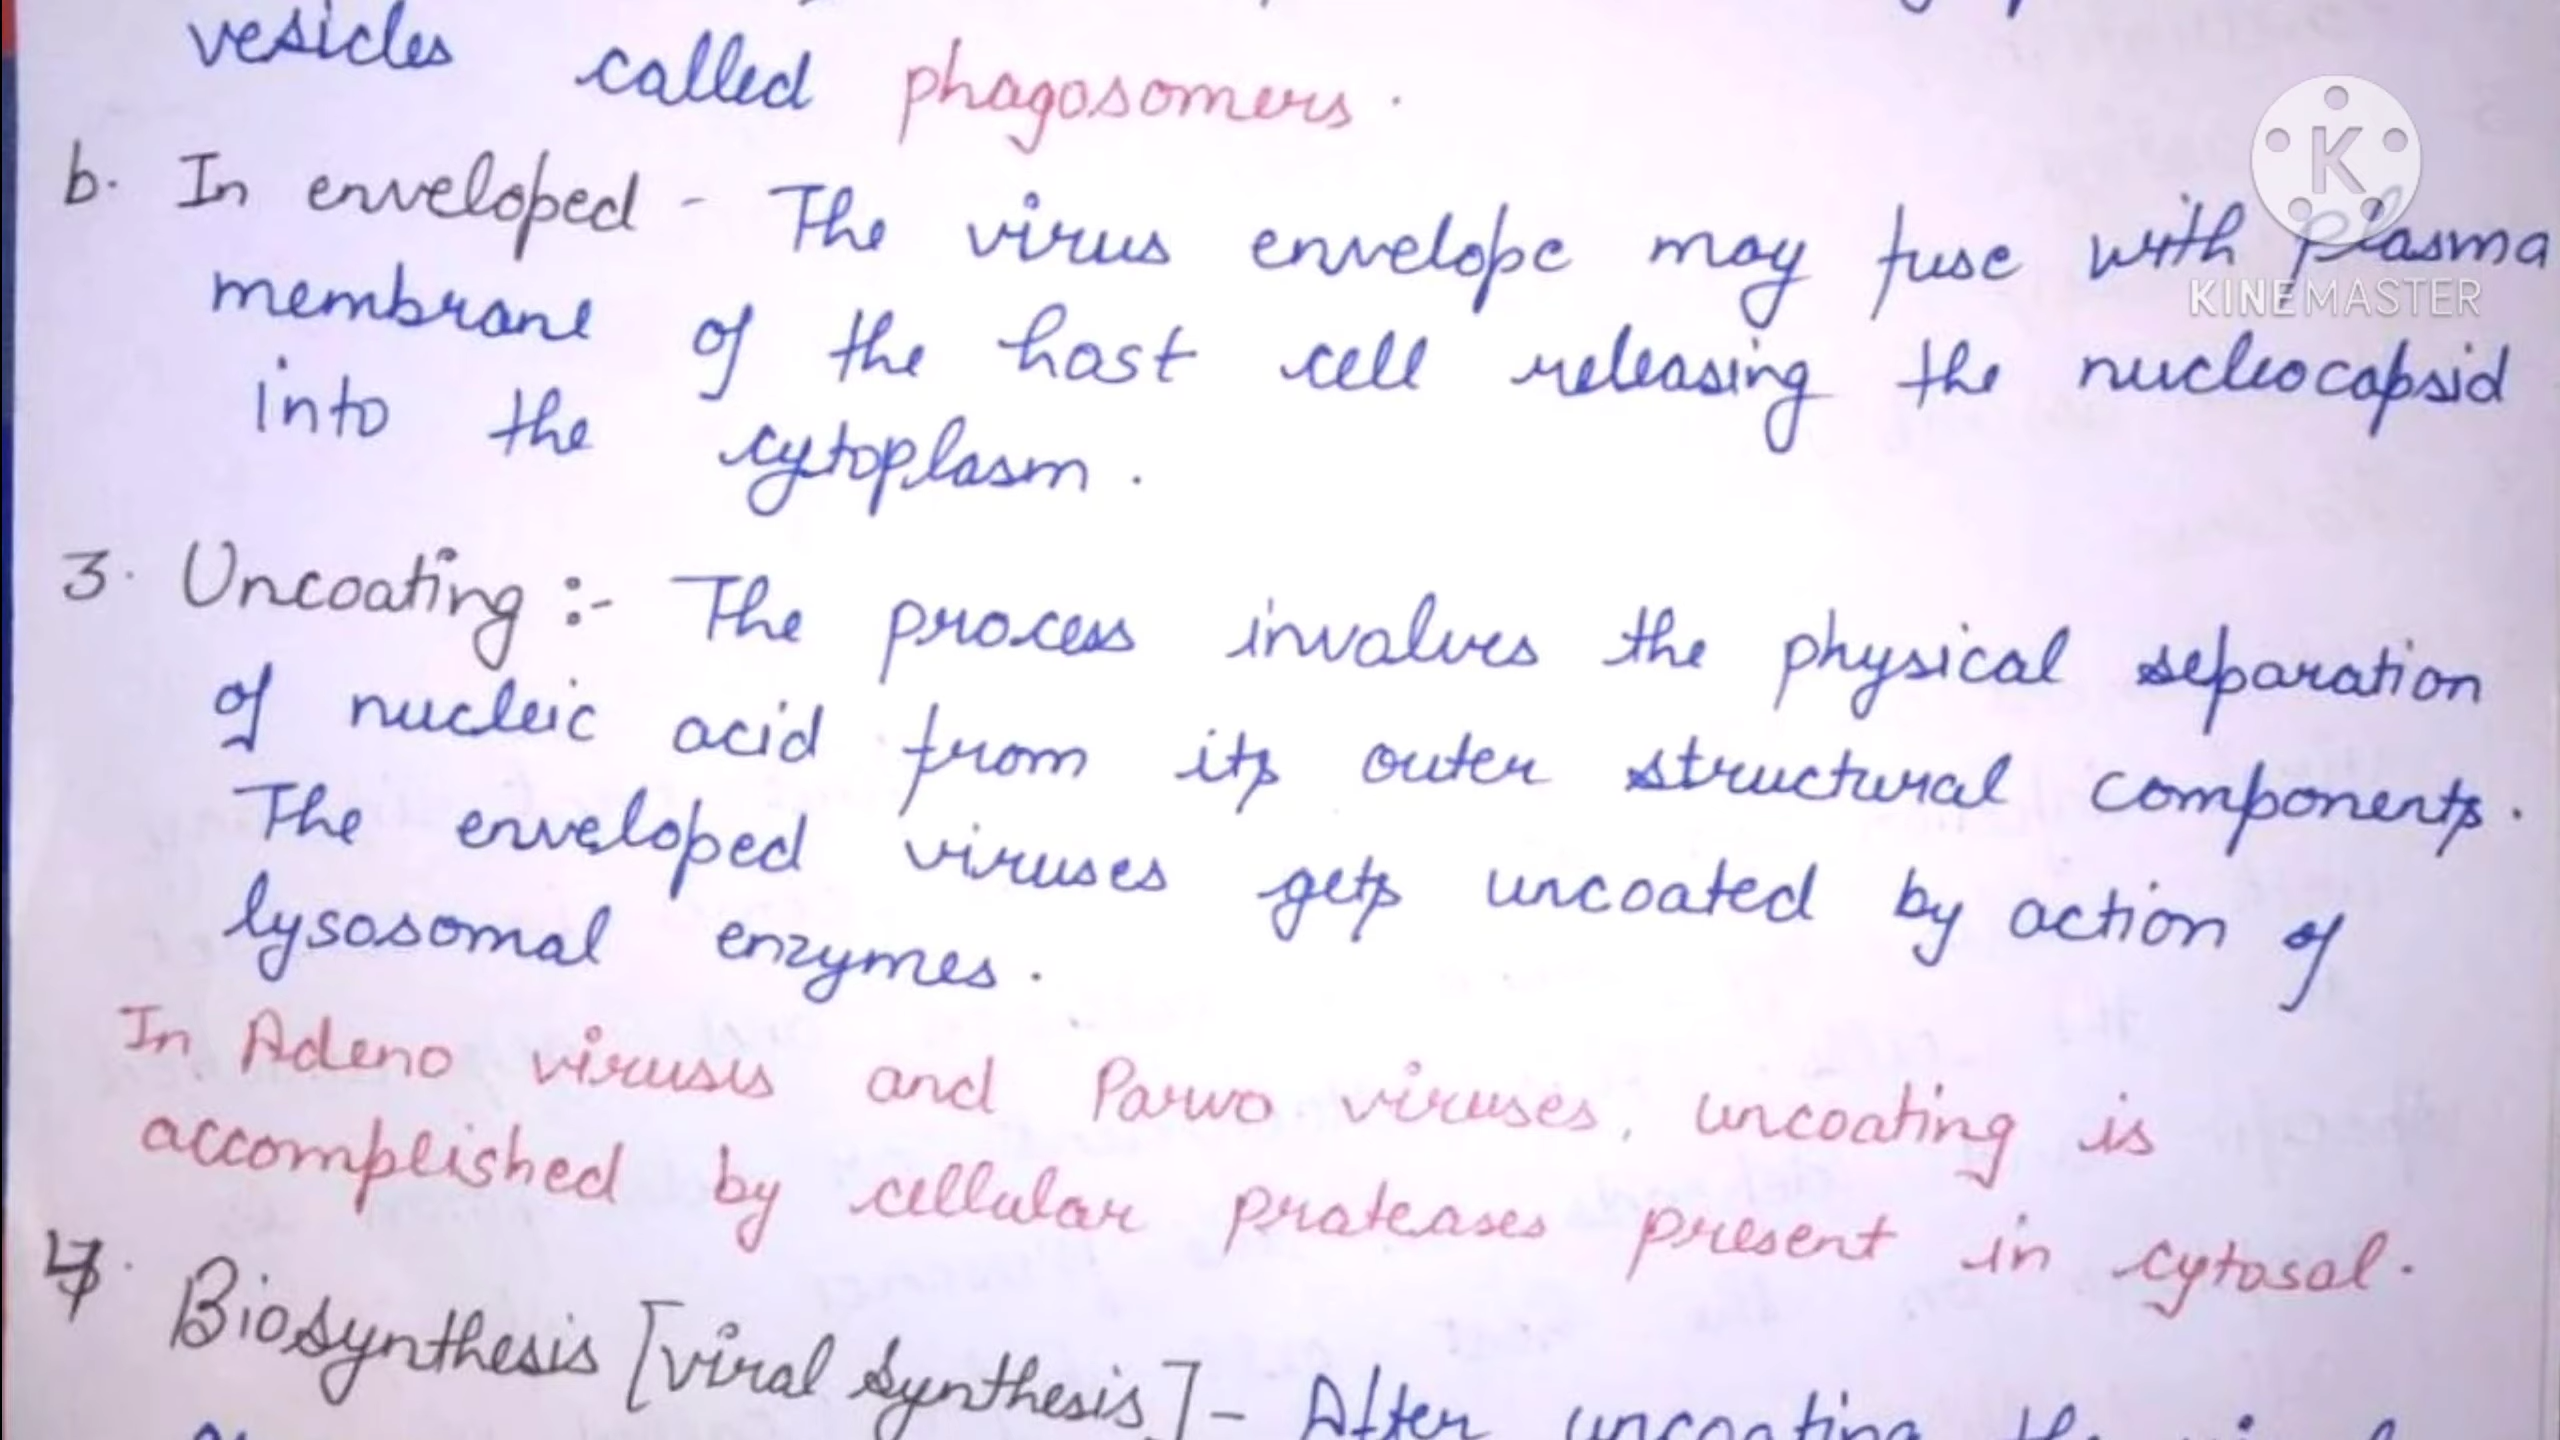 vesicles called phagosomers.
b. In enveloped - The virus envelope may fuse with plasma
membrane of the host cell releasing the nucleocapsid
into the cytoplasm.
3. Uncoating :- The process involves the physical separation
of nucleic acid from its outer structural components.
The enveloped viruses gets uncoated by action of
lysosomal enzymes.
In Adeno viruses and Parvo viruses, uncoating is
accomplished by cellular proteases present in cytosol.
4. Biosynthesis [viral synthesis] - After uncoating
K
KINEMASTER